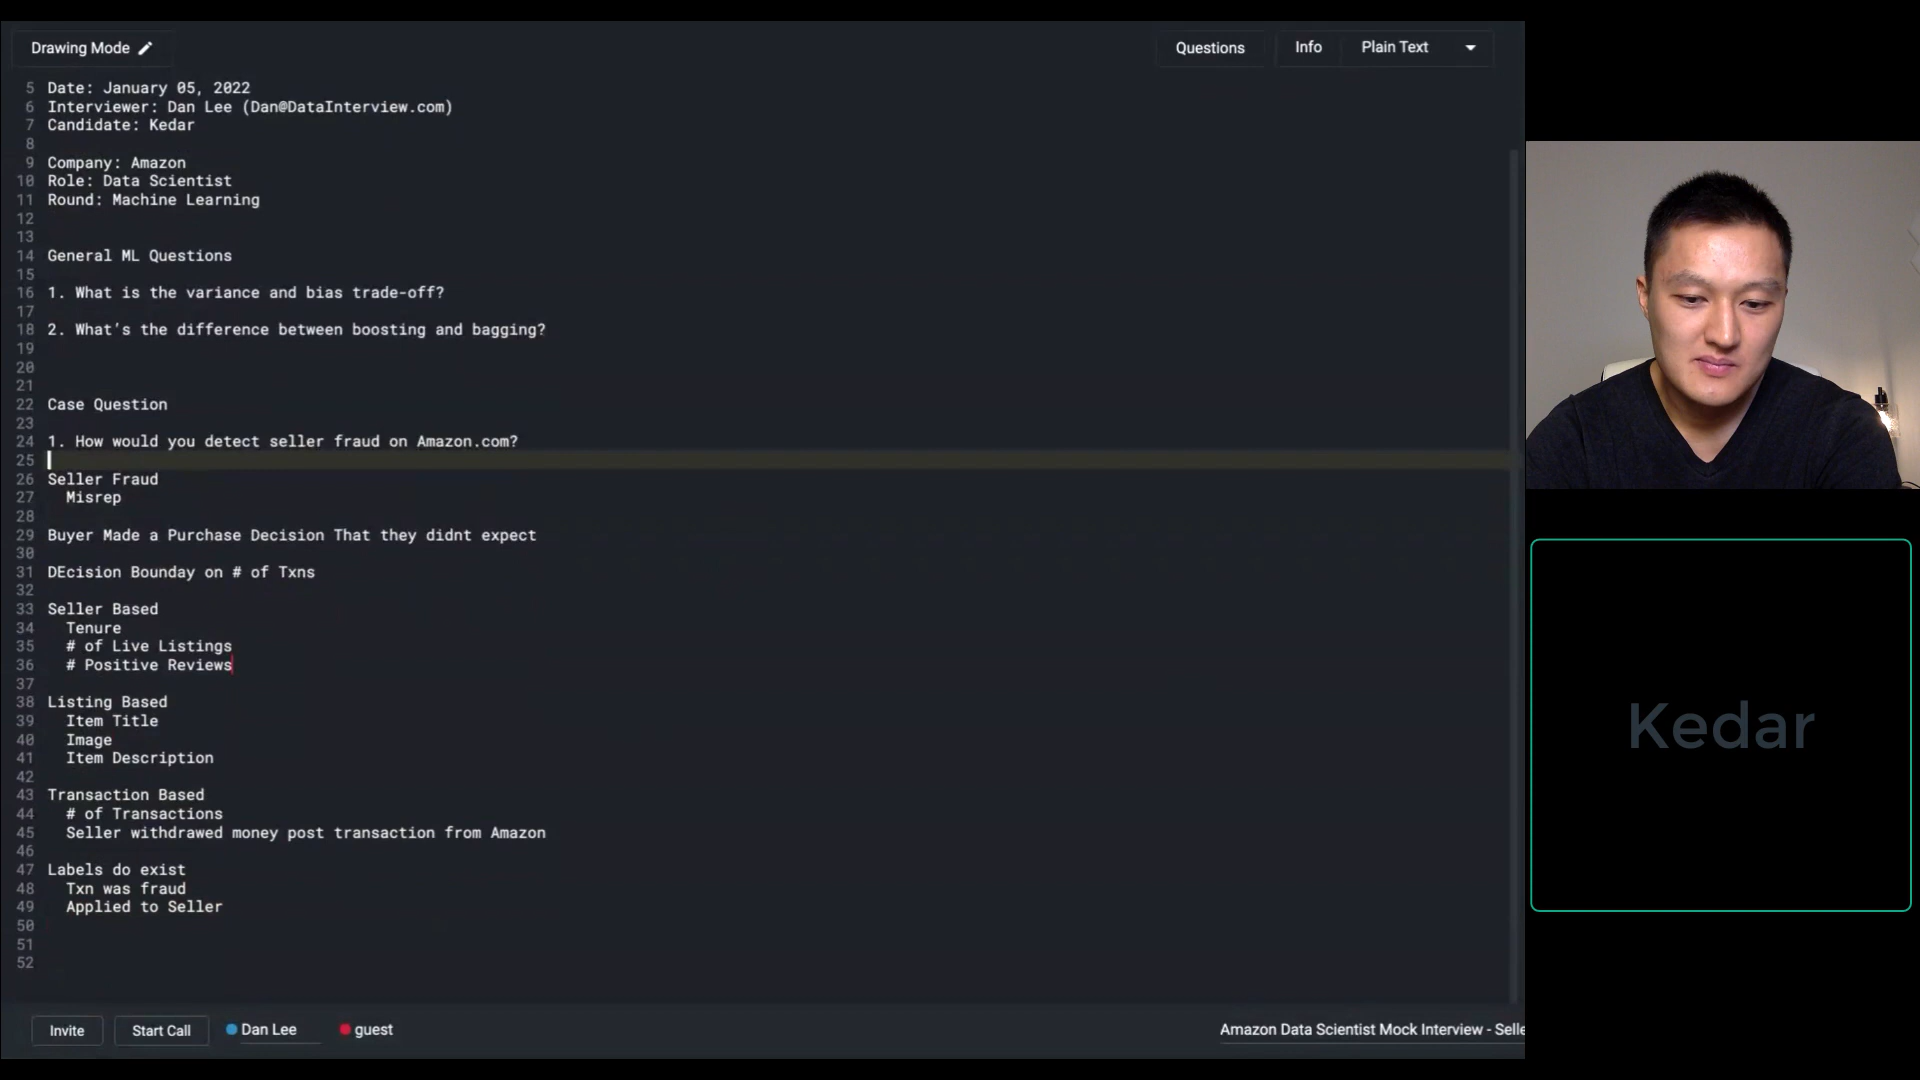 Drawing Mode
Questions
Info
Plain Text
5 Date: January 05, 2022
6 Interviewer: Dan Lee (Dan@DataInterview.com)
7 Candidate: Kedar
8
9 Company: Amazon
10 Role: Data Scientist
11 Round: Machine Learning
12
13
14 General ML Questions
15
16 1. What is the variance and bias trade-off?
17
18 2. What's the difference between boosting and bagging?
19
20
21
22 Case Question
23
24 1. How would you detect seller fraud on Amazon.com?
25
26 Seller Fraud
27 Misrep
28
29 Buyer Made a Purchase Decision That they didnt expect
30
31 DEcision Bounday on # of Txns
32
33 Seller Based
34 Tenure
35 # of Live Listings
36 # Positive Reviews
37
38 Listing Based
39 Item Title
40 Image
41 Item Description
42
43 Transaction Based
44 # of Transactions
45 Seller withdrawed money post transaction from Amazon
46
47 Labels do exist
48 Txn was fraud
49 Applied to Seller
50
51
52
Kedar
Invite
Start Call
Dan Lee
guest
Amazon Data Scientist Mock Interview - Selle